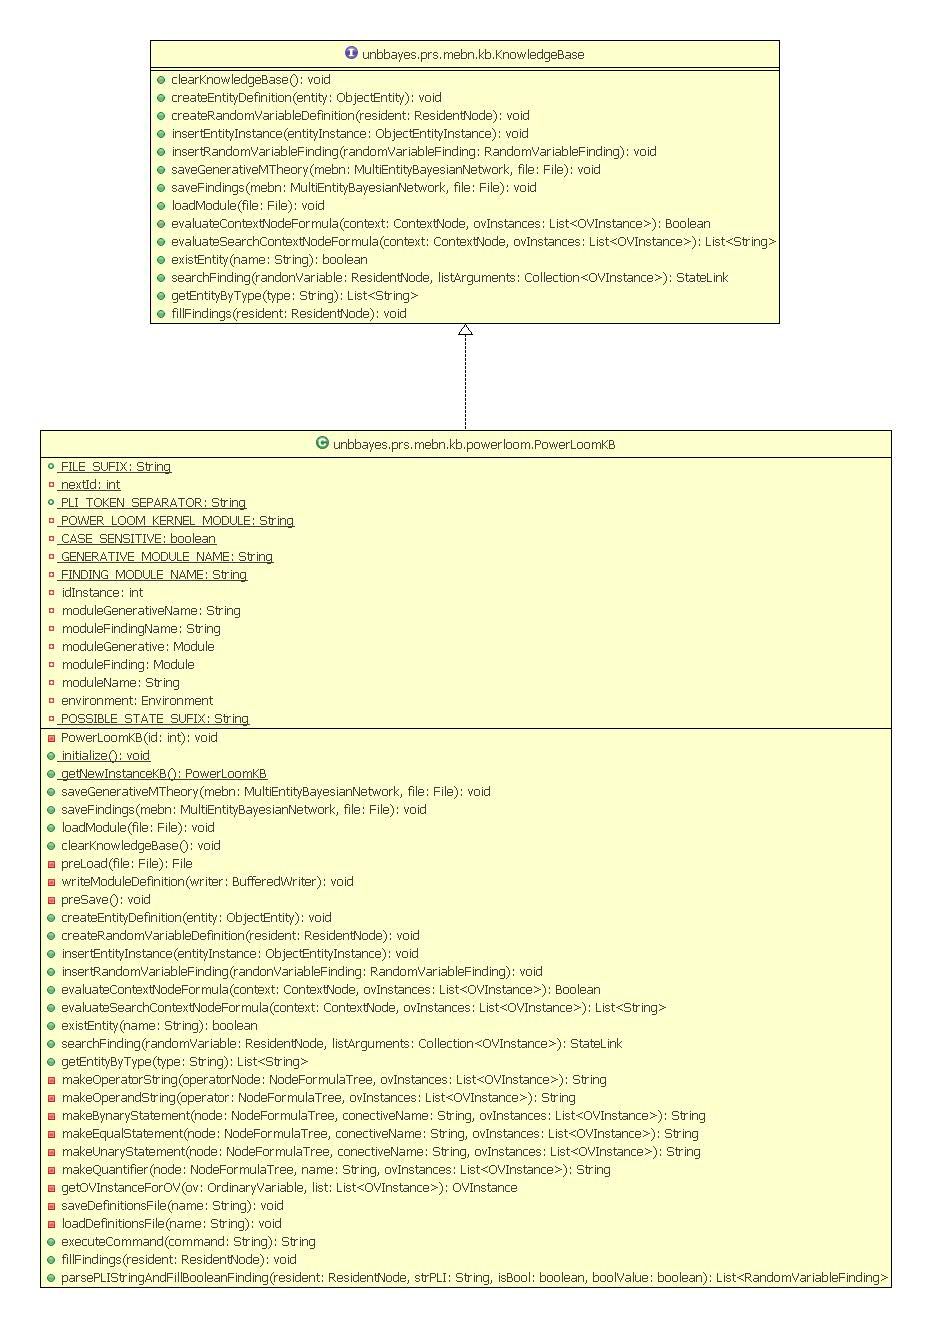 I unbbayes.prs.mebn.kb.KnowledgeBase
clearKnowledgeBase(): void
createEntityDefinition(entity: ObjectEntity): void
createRandomVariableDefinition(resident: ResidentNode): void
insertEntityInstance(entityInstance: ObjectEntityInstance): void
insertRandomVariableFinding(randomVariableFinding: RandomVariableFinding): void
saveGenerativeMTheory(mebn: MultiEntityBayesianNetwork, file: File): void
saveFindings(mebn: MultiEntityBayesianNetwork, file: File): void
loadModule(file: File): void
evaluateContextNodeFormula(context: ContextNode, ovInstances: List<OVInstance>): Boolean
evaluateSearchContextNodeFormula(context: ContextNode, ovInstances: List<OVInstance>): List<String>
existEntity(name: String): boolean
searchFinding(randonVariable: ResidentNode, listArguments: Collection<OVInstance>): StateLink
getEntityByType(type: String): List<String>
fillFindings(resident: ResidentNode): void
C unbbayes.prs.mebn.kb.powerloom.PowerLoomKB
FILE_SUFIX: String
nextId: int
PLI_TOKEN_SEPARATOR: String
POWER_LOOM_KERNEL_MODULE: String
CASE_SENSITIVE: boolean
GENERATIVE_MODULE_NAME: String
FINDING_MODULE_NAME: String
idInstance: int
moduleGenerativeName: String
moduleFindingName: String
moduleGenerative: Module
moduleFinding: Module
moduleName: String
environment: Environment
POSSIBLE_STATE_SUFIX: String
PowerLoomKB(id: int): void
initialize(): void
getNewInstanceKB(): PowerLoomKB
saveGenerativeMTheory(mebn: MultiEntityBayesianNetwork, file: File): void
saveFindings(mebn: MultiEntityBayesianNetwork, file: File): void
loadModule(file: File): void
clearKnowledgeBase(): void
preLoad(file: File): File
writeModuleDefinition(writer: BufferedWriter): void
preSave(): void
createEntityDefinition(entity: ObjectEntity): void
createRandomVariableDefinition(resident: ResidentNode): void
insertEntityInstance(entityInstance: ObjectEntityInstance): void
insertRandomVariableFinding(randonVariableFinding: RandomVariableFinding): void
evaluateContextNodeFormula(context: ContextNode, ovInstances: List<OVInstance>): Boolean
evaluateSearchContextNodeFormula(context: ContextNode, ovInstances: List<OVInstance>): List<String>
existEntity(name: String): boolean
searchFinding(randomVariable: ResidentNode, listArguments: Collection<OVInstance>): StateLink
getEntityByType(type: String): List<String>
makeOperatorString(operatorNode: NodeFormulaTree, ovInstances: List<OVInstance>): String
makeOperandString(operator: NodeFormulaTree, ovInstances: List<OVInstance>): String
makeBynaryStatement(node: NodeFormulaTree, conectiveName: String, ovInstances: List<OVInstance>): String
makeEqualStatement(node: NodeFormulaTree, conectiveName: String, ovInstances: List<OVInstance>): String
makeUnaryStatement(node: NodeFormulaTree, conectiveName: String, ovInstances: List<OVInstance>): String
makeQuantifier(node: NodeFormulaTree, name: String, ovInstances: List<OVInstance>): String
getOVInstanceForOV(ov: OrdinaryVariable, list: List<OVInstance>): OVInstance
saveDefinitionsFile(name: String): void
loadDefinitionsFile(name: String): void
executeCommand(command: String): String
fillFindings(resident: ResidentNode): void
parsePLIStringAndFillBooleanFinding(resident: ResidentNode, strPLI: String, isBool: boolean, boolValue: boolean): List<RandomVariableFinding>